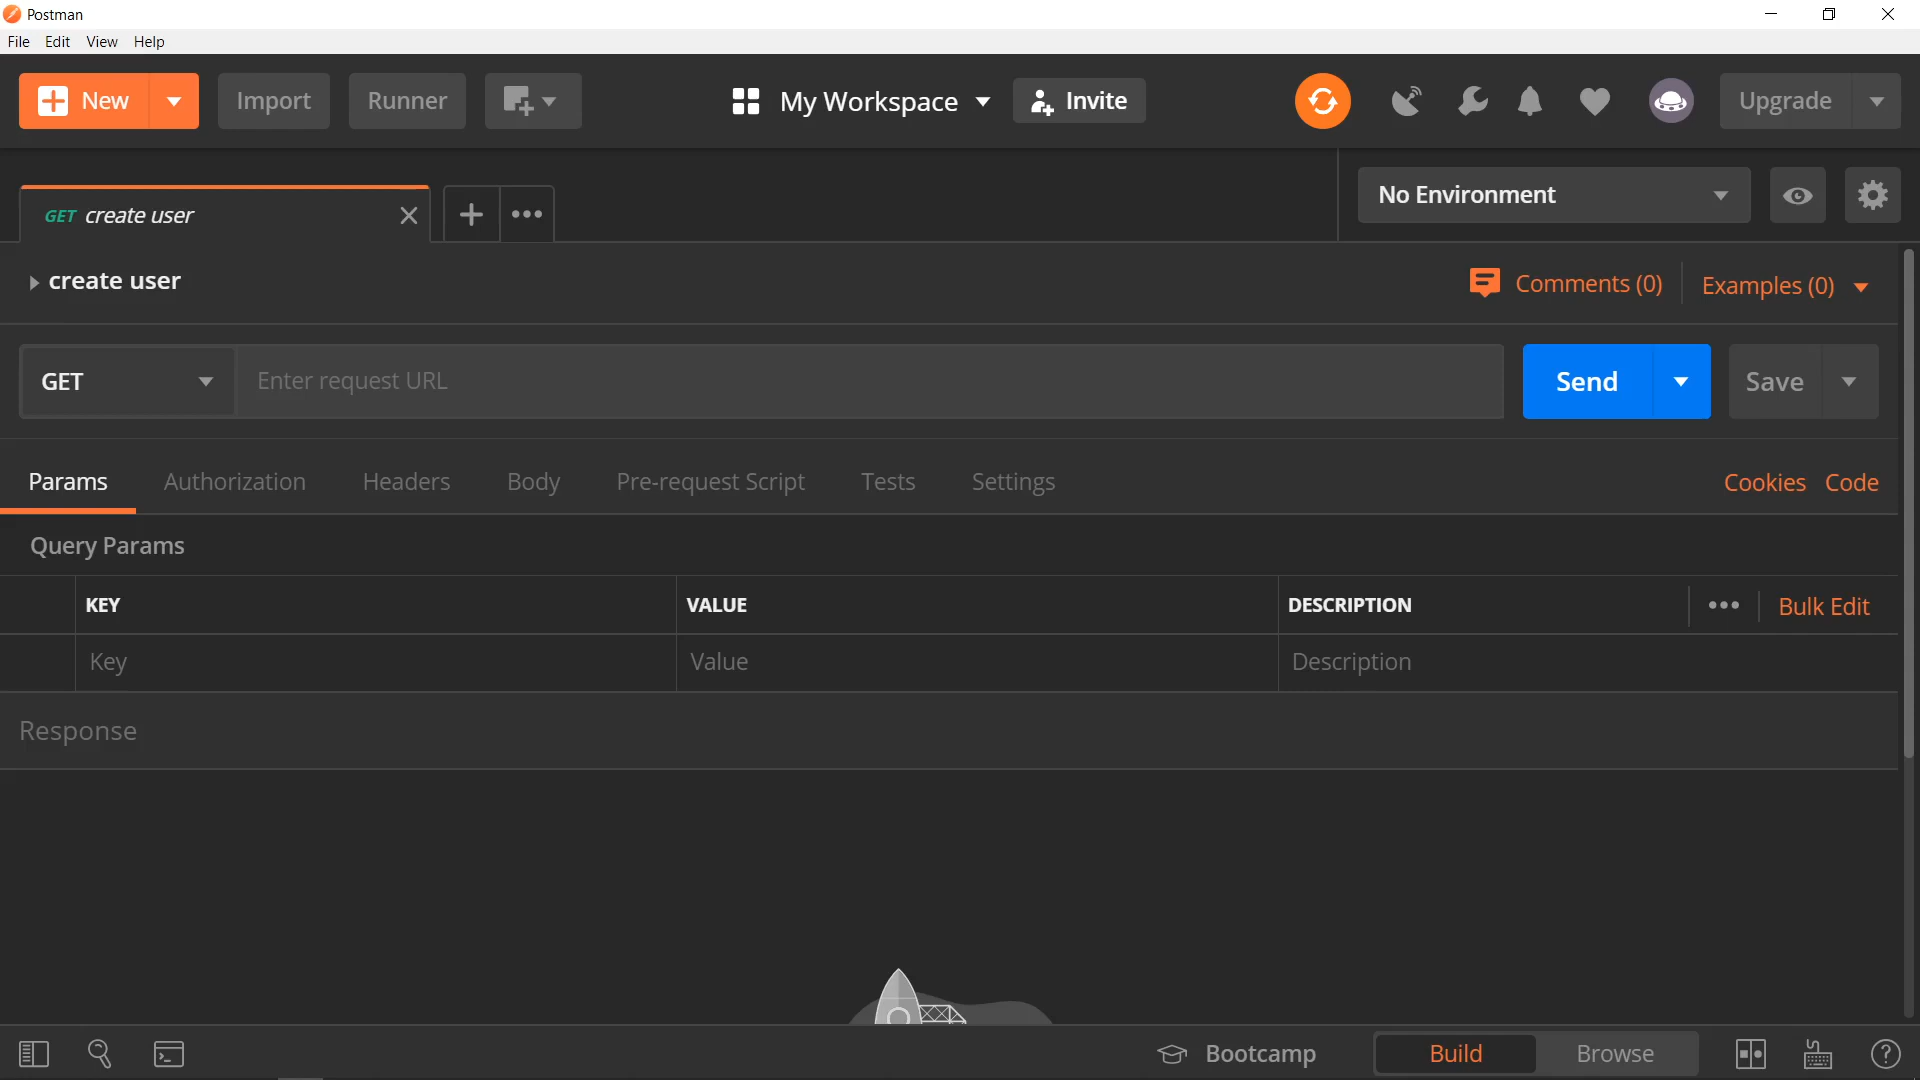 Postman
File Edit View Help
New Import Runner My Workspace Invite Upgrade
GET create user No Environment
create user Comments (0) Examples (0)
GET Enter request URL Send Save
Params Authorization Headers Body Pre-request Script Tests Settings Cookies Code
Query Params
KEY VALUE DESCRIPTION Bulk Edit
Key Value Description
Response
Bootcamp Build Browse